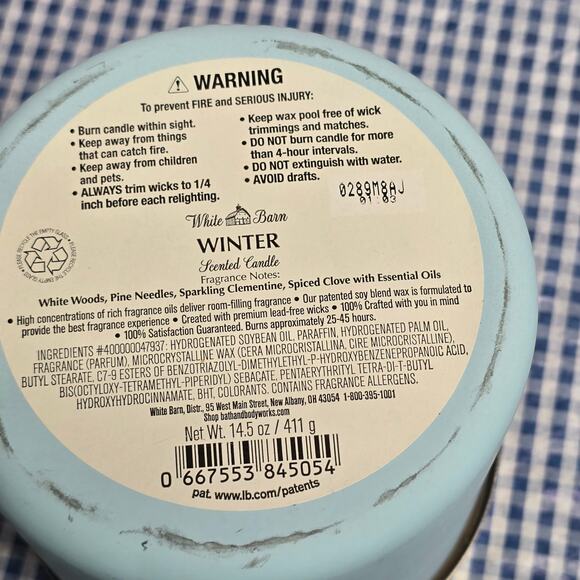 ⚠ WARNING
To prevent FIRE and SERIOUS INJURY:
• Burn candle within sight.
• Keep away from things
that can catch fire.
• Keep away from children
and pets.
• ALWAYS trim wicks to 1/4
inch before each relighting.
• Keep wax pool free of wick
trimmings and matches.
• DO NOT burn candle for more
than 4-hour intervals.
• DO NOT extinguish with water.
• AVOID drafts.
0289M8AJ
01:03
White Barn
WINTER
Scented Candle
Fragrance Notes:
White Woods, Pine Needles, Sparkling Clementine, Spiced Clove with Essential Oils
• High concentrations of rich fragrance oils deliver room-filling fragrance • Our patented soy blend wax is formulated to
provide the best fragrance experience • Created with premium lead-free wicks • 100% Crafted with you in mind
• 100% Satisfaction Guaranteed. Burns approximately 25-45 hours.
INGREDIENTS #400000047937: HYDROGENATED SOYBEAN OIL, PARAFFIN, HYDROGENATED PALM OIL,
FRAGRANCE (PARFUM), MICROCRYSTALLINE WAX (CERA MICROCRISTALLINA, CIRE MICROCRISTALLINE),
BUTYL STEARATE, C7-9 ESTERS OF BENZOTRIAZOLYL-DIMETHYLETHYL-P-HYDROXYBENZENEPROPANOIC ACID,
BIS(OCTYLOXY-TETRAMETHYL-PIPERIDYL) SEBACATE, PENTAERYTHRITYL TETRA-DI-T-BUTYL
HYDROXYHYDROCINNAMATE, BHT, COLORANTS. CONTAINS FRAGRANCE ALLERGENS.
White Barn, Distr., 95 West Main Street, New Albany, OH 43054 1-800-395-1001
Shop bathandbodyworks.com
Net Wt. 14.5 oz / 411 g
0 667553 845054
pat. www.lb.com/patents
• PLEASE RECYCLE THE EMPTY GLASS